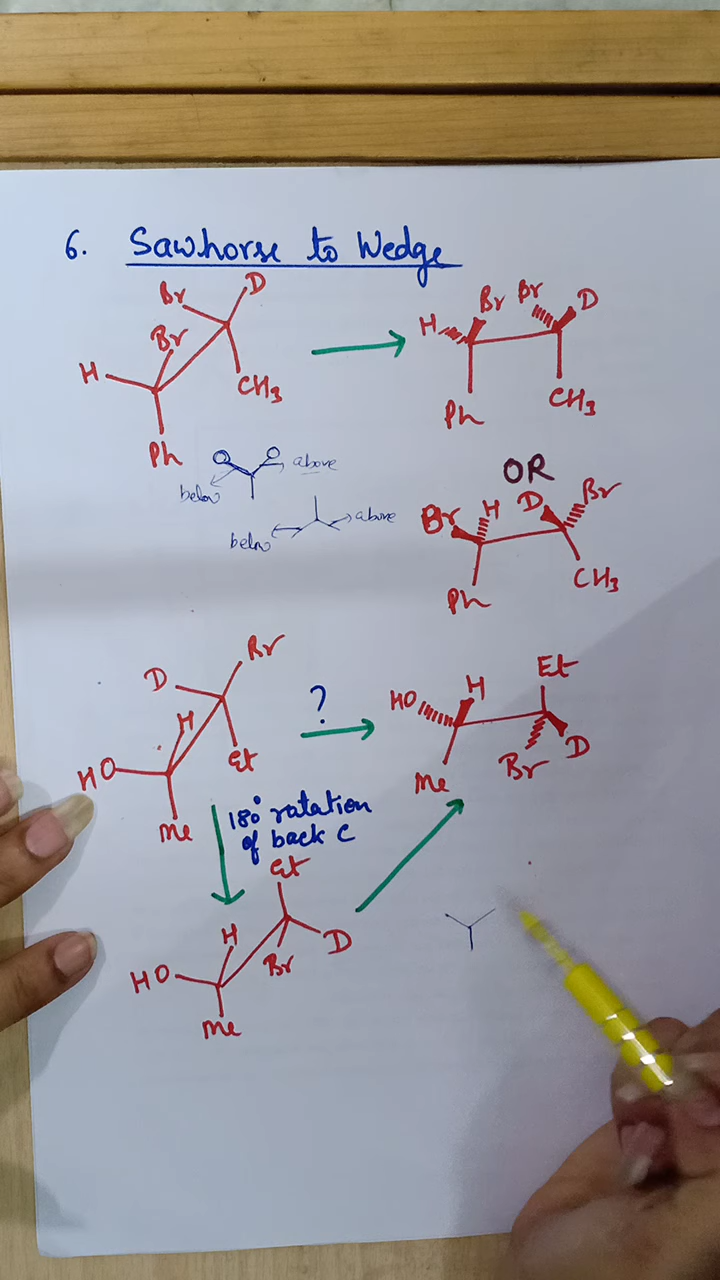 6. Sawhorse to Wedge
Br D
Br
H
CH3
Ph
H Br Br D
Ph CH3
above
below
above
below
OR
Br H D Br
Ph CH3
D Br
H
HO Et
Me
?
HO H Et
Me Br D
180° ratation
of back C
Et
H
HO Br D
Me